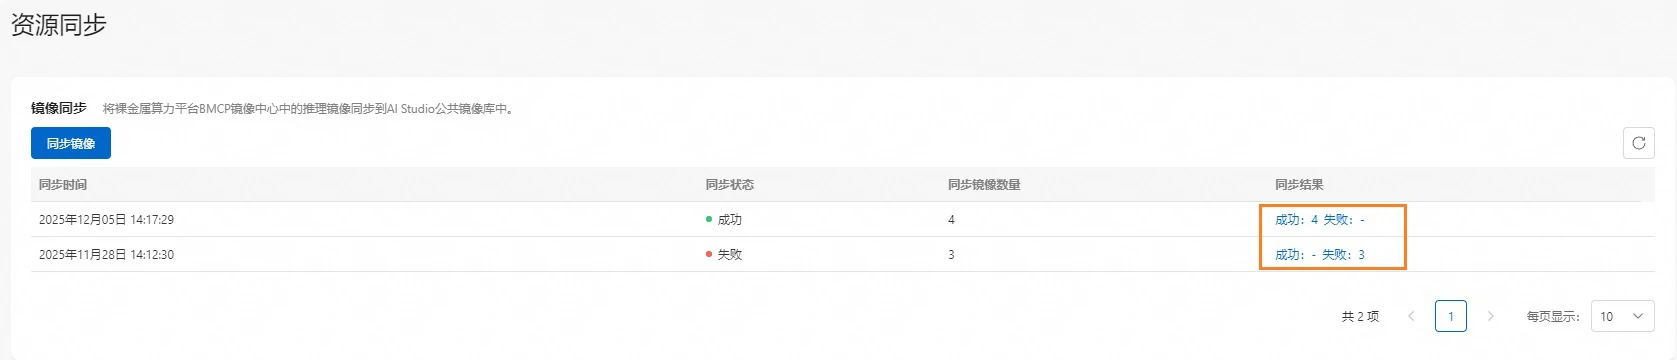 资源同步
镜像同步 将裸金属算力平台BMCP镜像中心中的推理镜像同步到AI Studio公共镜像库中。
同步镜像
同步时间 同步状态 同步镜像数量 同步结果
2025年12月05日 14:17:29 成功 4 成功：4 失败：-
2025年11月28日 14:12:30 失败 3 成功：- 失败：3
共 2 项 1 每页显示： 10